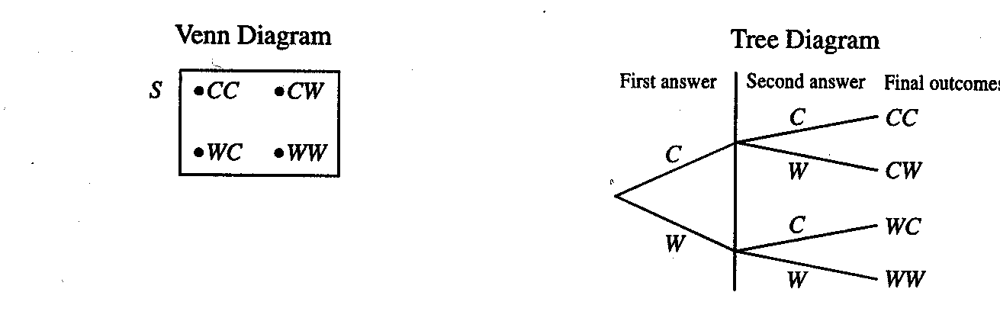 Venn Diagram
S
•CC •CW
•WC •WW
Tree Diagram
First answer Second answer Final outcomes
C
CC
C
W
CW
C
WC
W
W
WW